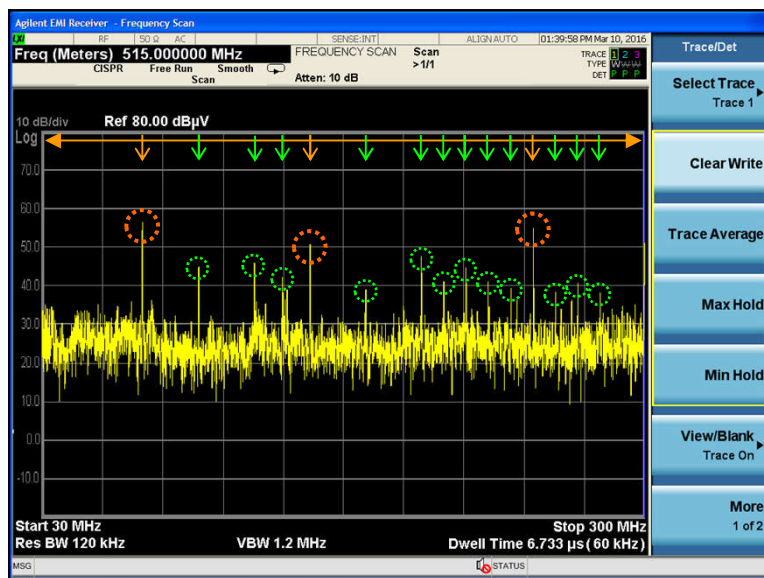 Agilent EMI Receiver - Frequency Scan
LXI RF 50 Ω AC SENSE:INT ALIGN AUTO 01:39:58 PM Mar 10, 2016
Freq (Meters) 515.000000 MHz
FREQUENCY SCAN
Scan
>1/1
TRACE 1 2 3
TYPE WWWWW
DET P P P
CISPR Free Run Smooth
Scan
Atten: 10 dB
10 dB/div Ref 80.00 dBµV
Log
70.0
60.0
50.0
40.0
30.0
20.0
10.0
0.0
-10.0
Start 30 MHz
Stop 300 MHz
Res BW 120 kHz
VBW 1.2 MHz
Dwell Time 6.733 µs (60 kHz)
MSG
STATUS
Trace/Det
Select Trace
Trace 1
Clear Write
Trace Average
Max Hold
Min Hold
View/Blank
Trace On
More
1 of 2